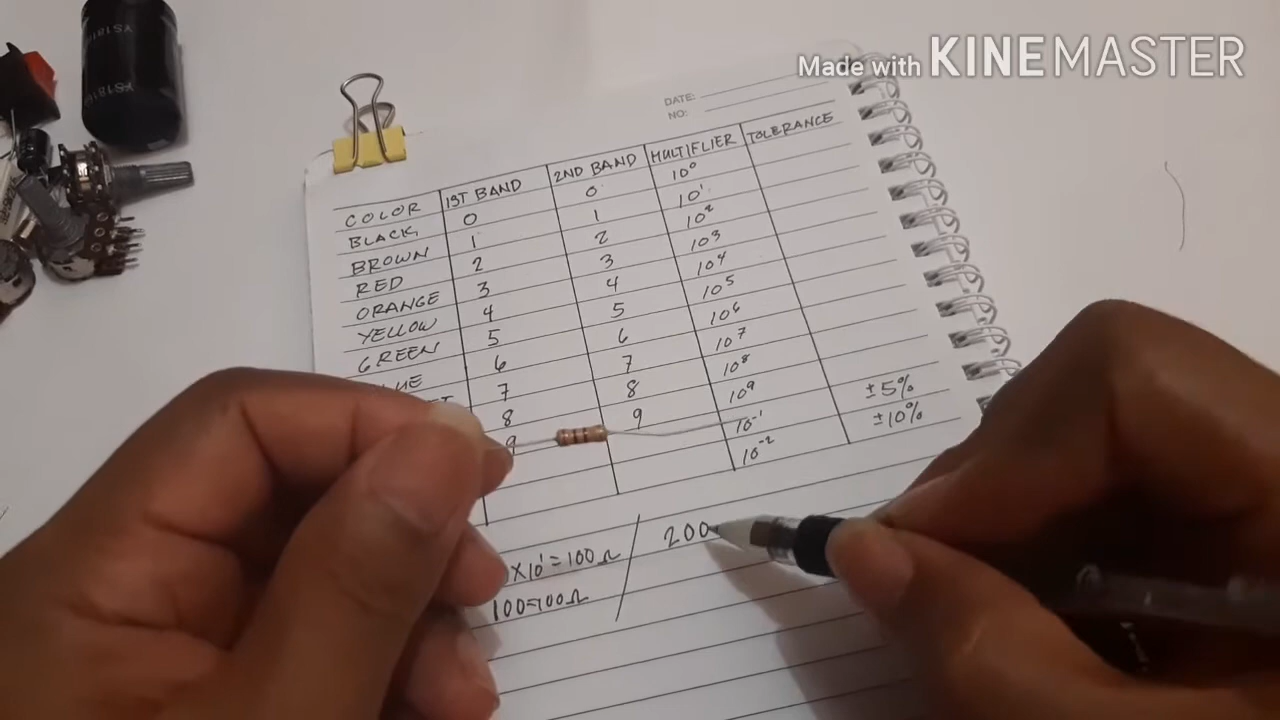 Made with KINEMASTER
DATE:
NO:
COLOR 1ST BAND 2ND BAND MULTIFLIER TOLERANCE
BLACK 0 0 10⁰
BROWN 1 1 10¹
RED 2 2 10²
ORANGE 3 3 10³
YELLOW 4 4 10⁴
GREEN 5 5 10⁵
6 6 10⁶
7 7 10⁷
8 8 10⁸
9 9 10⁹
10⁻¹ ±5%
10⁻² ±10%
X10¹=100Ω / 200
100=100Ω